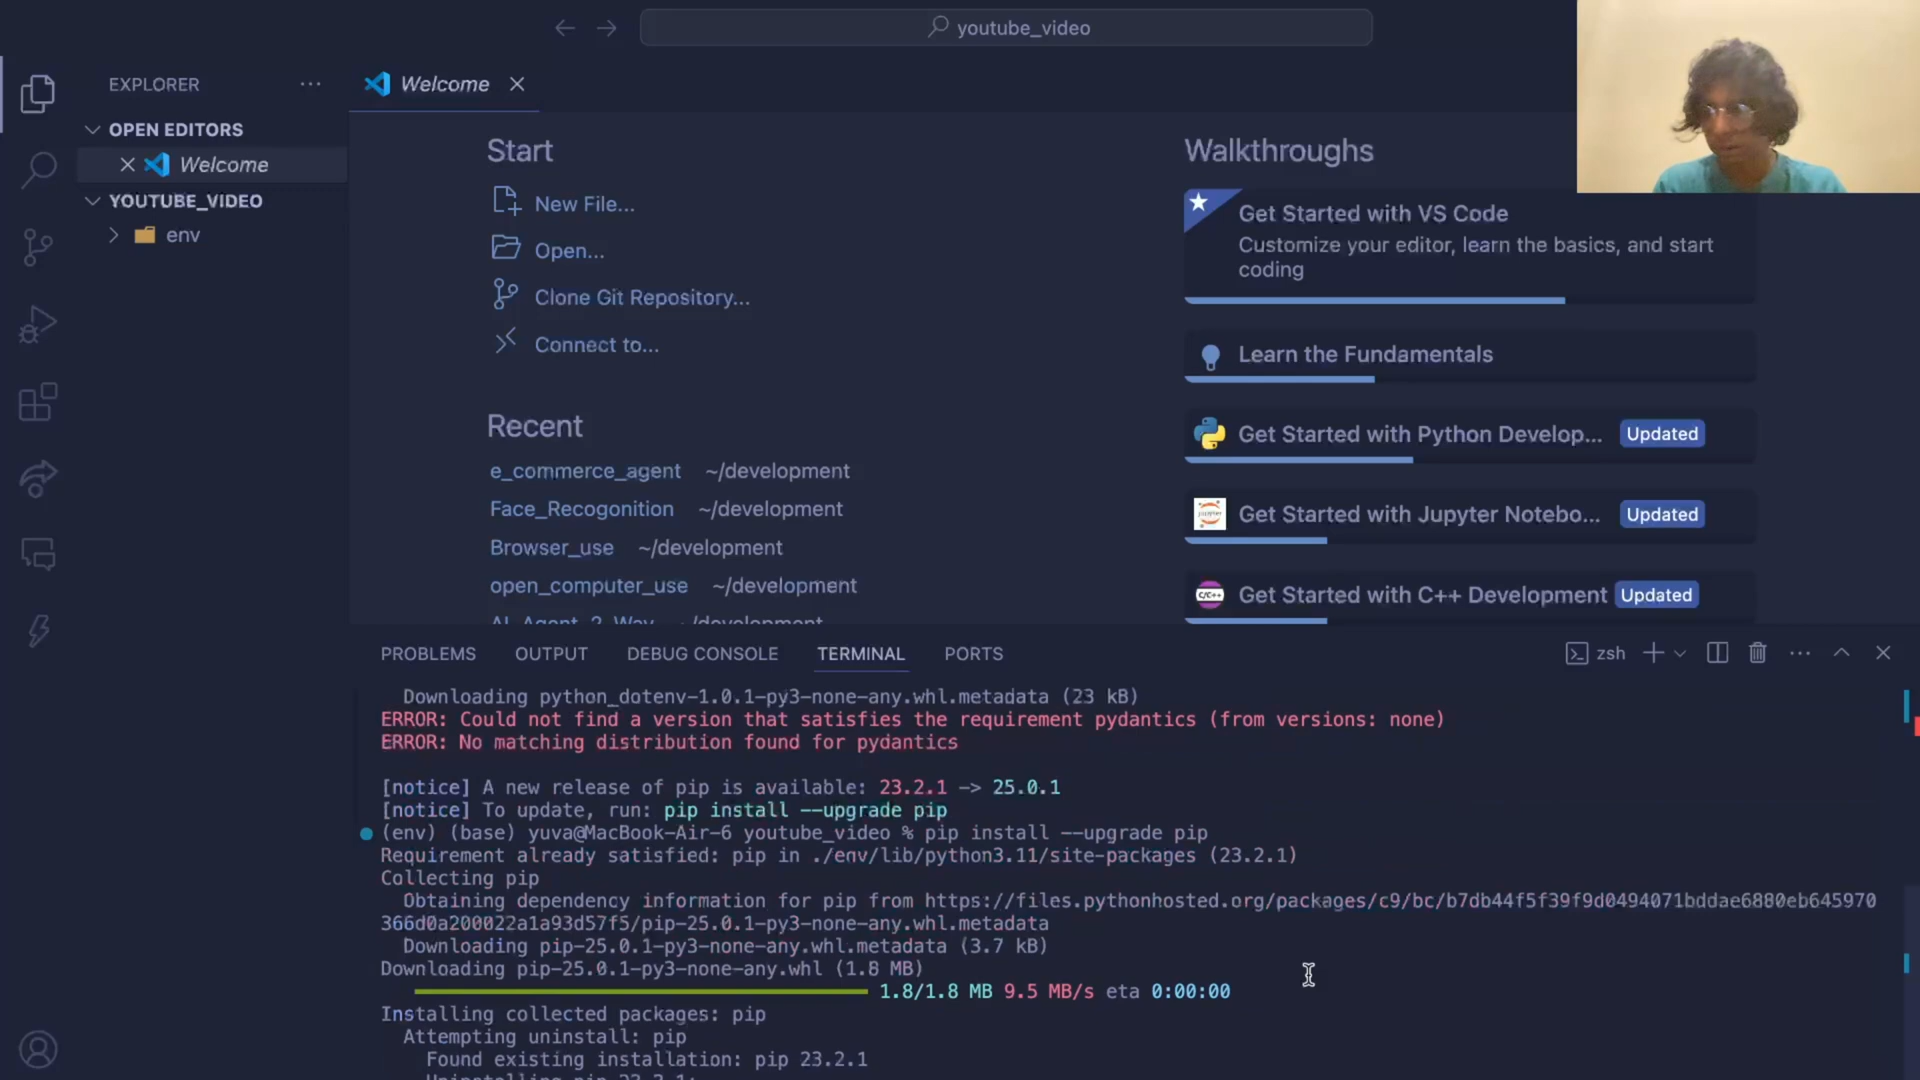 youtube_video
EXPLORER
Welcome
OPEN EDITORS
Welcome
YOUTUBE_VIDEO
env
Start
New File...
Open...
Clone Git Repository...
Connect to...
Recent
e_commerce_agent ~/development
Face_Recogonition ~/development
Browser_use ~/development
open_computer_use ~/development
AI_Agent_2_Way ~/development
Walkthroughs
Get Started with VS Code
Customize your editor, learn the basics, and start
coding
Learn the Fundamentals
Get Started with Python Develop... Updated
jupyter
Get Started with Jupyter Notebo... Updated
C/C++
Get Started with C++ Development Updated
PROBLEMS OUTPUT DEBUG CONSOLE TERMINAL PORTS
zsh
Downloading python_dotenv-1.0.1-py3-none-any.whl.metadata (23 kB)
ERROR: Could not find a version that satisfies the requirement pydantics (from versions: none)
ERROR: No matching distribution found for pydantics
[notice] A new release of pip is available: 23.2.1 -> 25.0.1
[notice] To update, run: pip install --upgrade pip
(env) (base) yuva@MacBook-Air-6 youtube_video % pip install --upgrade pip
Requirement already satisfied: pip in ./env/lib/python3.11/site-packages (23.2.1)
Collecting pip
Obtaining dependency information for pip from https://files.pythonhosted.org/packages/c9/bc/b7db44f5f39f9d0494071bddae6880eb645970
366d0a200022a1a93d57f5/pip-25.0.1-py3-none-any.whl.metadata
Downloading pip-25.0.1-py3-none-any.whl.metadata (3.7 kB)
Downloading pip-25.0.1-py3-none-any.whl (1.8 MB)
1.8/1.8 MB 9.5 MB/s eta 0:00:00
Installing collected packages: pip
Attempting uninstall: pip
Found existing installation: pip 23.2.1
Uninstalling pip-23.2.1: